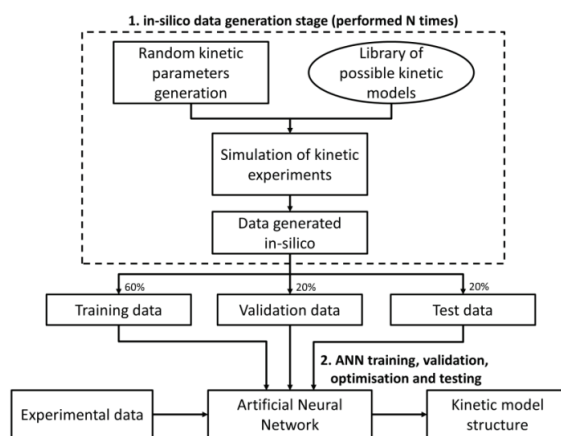 1. in-silico data generation stage (performed N times)
Random kinetic
parameters
generation
Library of
possible kinetic
models
Simulation of kinetic
experiments
Data generated
in-silico
60%
20%
20%
Training data
Validation data
Test data
2. ANN training, validation,
optimisation and testing
Experimental data
Artificial Neural
Network
Kinetic model
structure